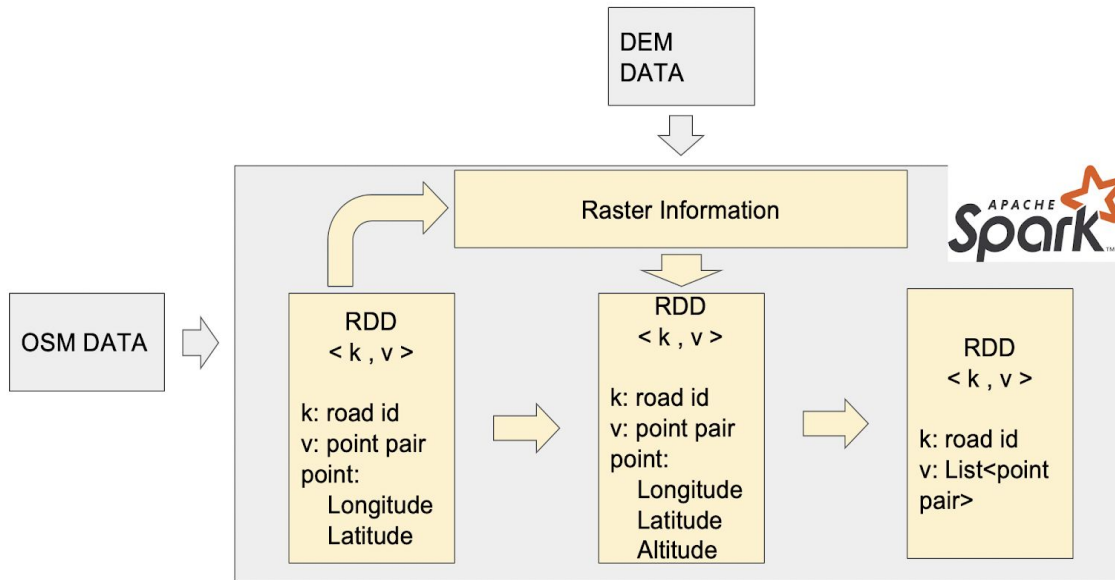 DEM
DATA
Raster Information
APACHE
Spark™
OSM DATA
RDD
< k , v >
k: road id
v: point pair
point:
Longitude
Latitude
RDD
< k , v >
k: road id
v: point pair
point:
Longitude
Latitude
Altitude
RDD
< k , v >
k: road id
v: List<point
pair>